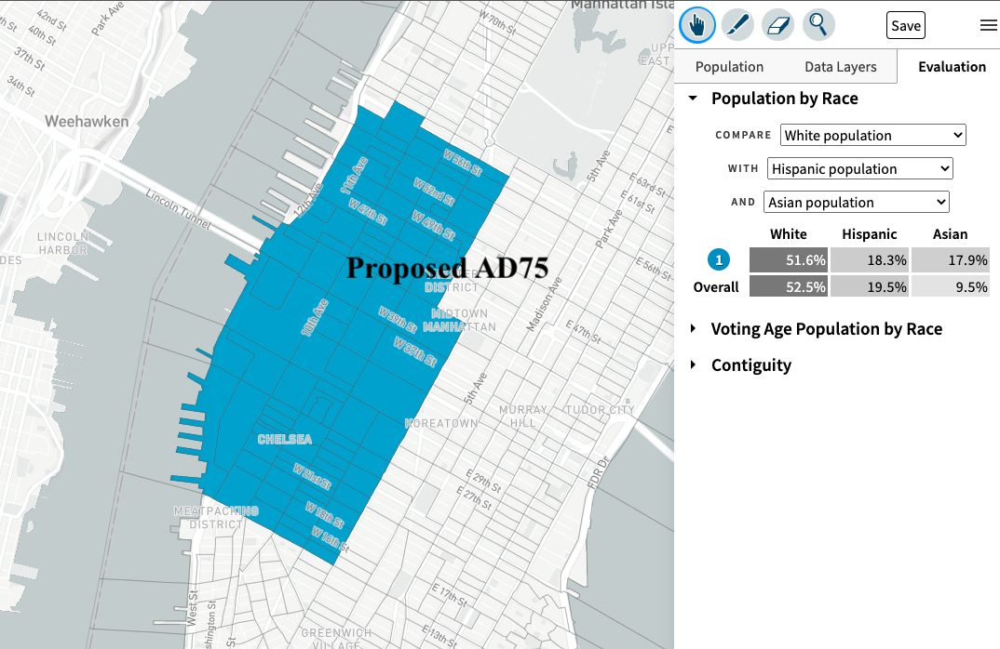 Manhattan Isla
42nd St
40th St
37th St
34th St
Park Ave
W 70th St
UPP
EAST
Weehawken
Lincoln Tunnel
LINCOLN
HARBOR
DES
12th Ave
11th Ave
W 58th St
W 52nd St
W 47th St
W 49th St
5th Ave
E 63rd St
E 61st St
Park Ave
E 56th St
Proposed AD75
DISTRICT
MIDTOWN
MANHATTAN
Madison Ave
10th Ave
W 39th St
W 37th St
E 47th St
5th Ave
KOREATOWN
MURRAY
HILL
TUDOR CITY
CHELSEA
W 21st St
E 29th St
E 27th St
FDR Dr
MEATPACKING
DISTRICT
W 18th St
W 16th St
E 17th St
West St
shington St
GREENWICH
VILLAGE
E 13th St
Save
Population
Data Layers
Evaluation
Population by Race
COMPARE White population
WITH Hispanic population
AND Asian population
White Hispanic Asian
1 51.6% 18.3% 17.9%
Overall 52.5% 19.5% 9.5%
Voting Age Population by Race
Contiguity